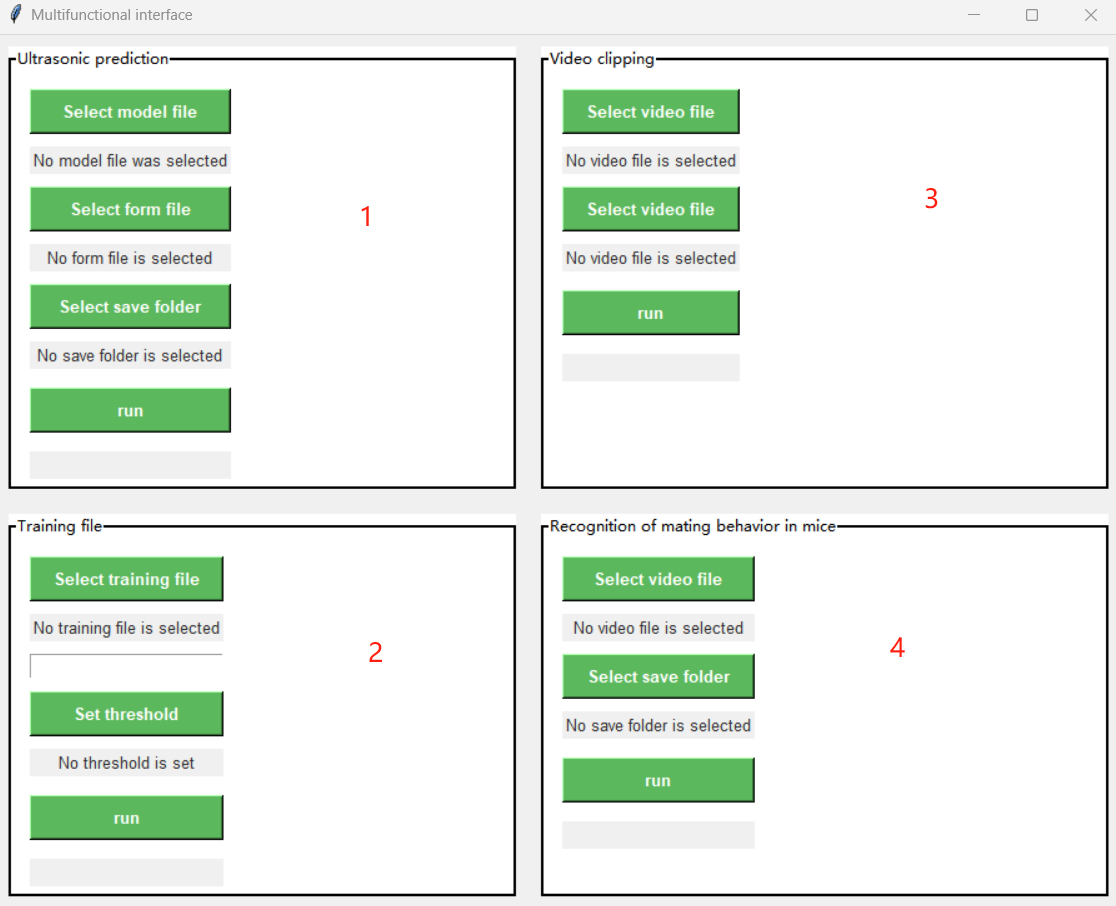 Multifunctional interface
Ultrasonic prediction
Select model file
No model file was selected
Select form file
No form file is selected
Select save folder
No save folder is selected
run
1
Video clipping
Select video file
No video file is selected
Select video file
No video file is selected
run
3
Training file
Select training file
No training file is selected
Set threshold
No threshold is set
run
2
Recognition of mating behavior in mice
Select video file
No video file is selected
Select save folder
No save folder is selected
run
4